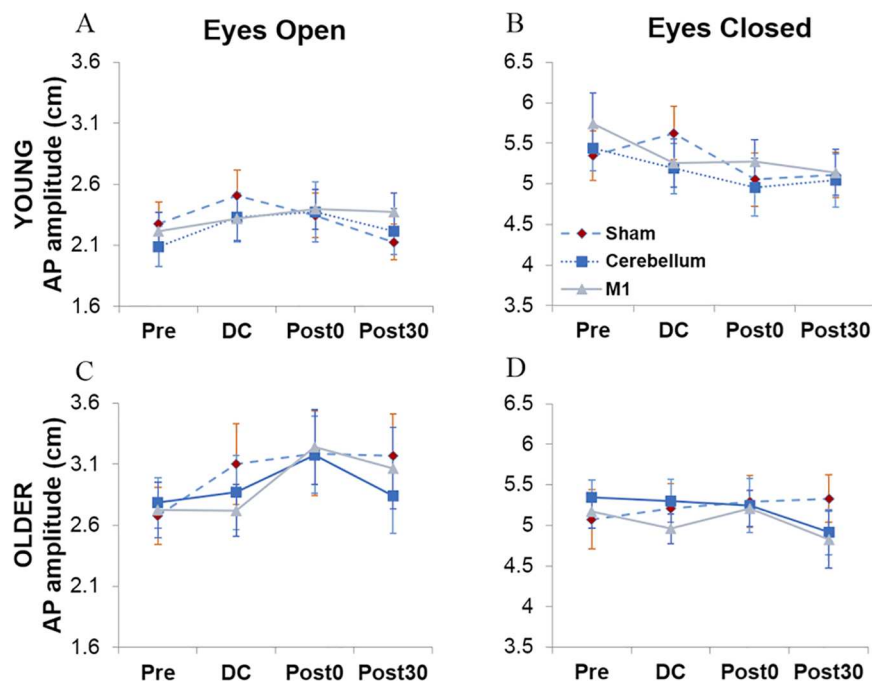 A
Eyes Open
B
Eyes Closed
YOUNG
AP amplitude (cm)
3.6
3.1
2.6
2.1
1.6
Pre DC Post0 Post30
6.5
6
5.5
5
4.5
4
3.5
Sham
Cerebellum
M1
Pre DC Post0 Post30
C
OLDER
AP amplitude (cm)
3.6
3.1
2.6
2.1
1.6
Pre DC Post0 Post30
D
6.5
6
5.5
5
4.5
4
3.5
Pre DC Post0 Post30